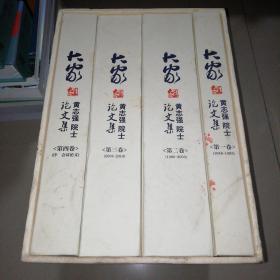 大家
黄志强 院士
论文集
<第四卷>
大家
黄志强 院士
论文集
<第三卷>
大家
黄志强 院士
论文集
<第二卷>
大家
黄志强 院士
论文集
<第一卷>